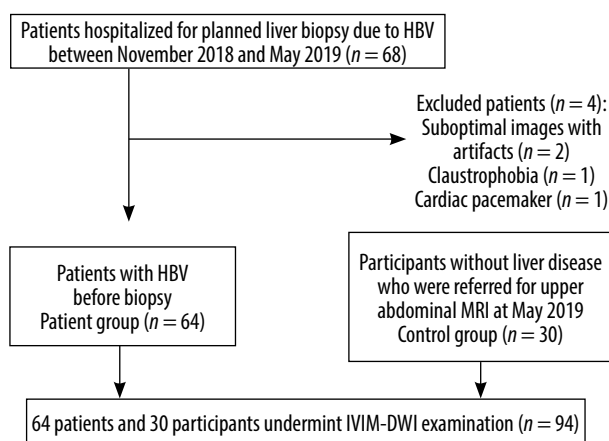 Patients hospitalized for planned liver biopsy due to HBV
between November 2018 and May 2019 (n = 68)
Excluded patients (n = 4):
Suboptimal images with
artifacts (n = 2)
Claustrophobia (n = 1)
Cardiac pacemaker (n = 1)
Patients with HBV
before biopsy
Patient group (n = 64)
Participants without liver disease
who were referred for upper
abdominal MRI at May 2019
Control group (n = 30)
64 patients and 30 participants undermint IVIM-DWI examination (n = 94)